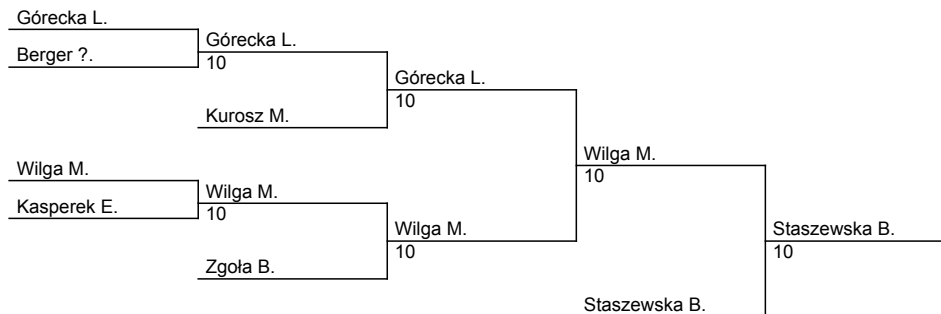 Górecka L.
Berger ?.
Górecka L.
10
Kurosz M.
Górecka L.
10
Wilga M.
Kasperek E.
Wilga M.
10
Zgoła B.
Wilga M.
10
Wilga M.
10
Staszewska B.
Staszewska B.
10